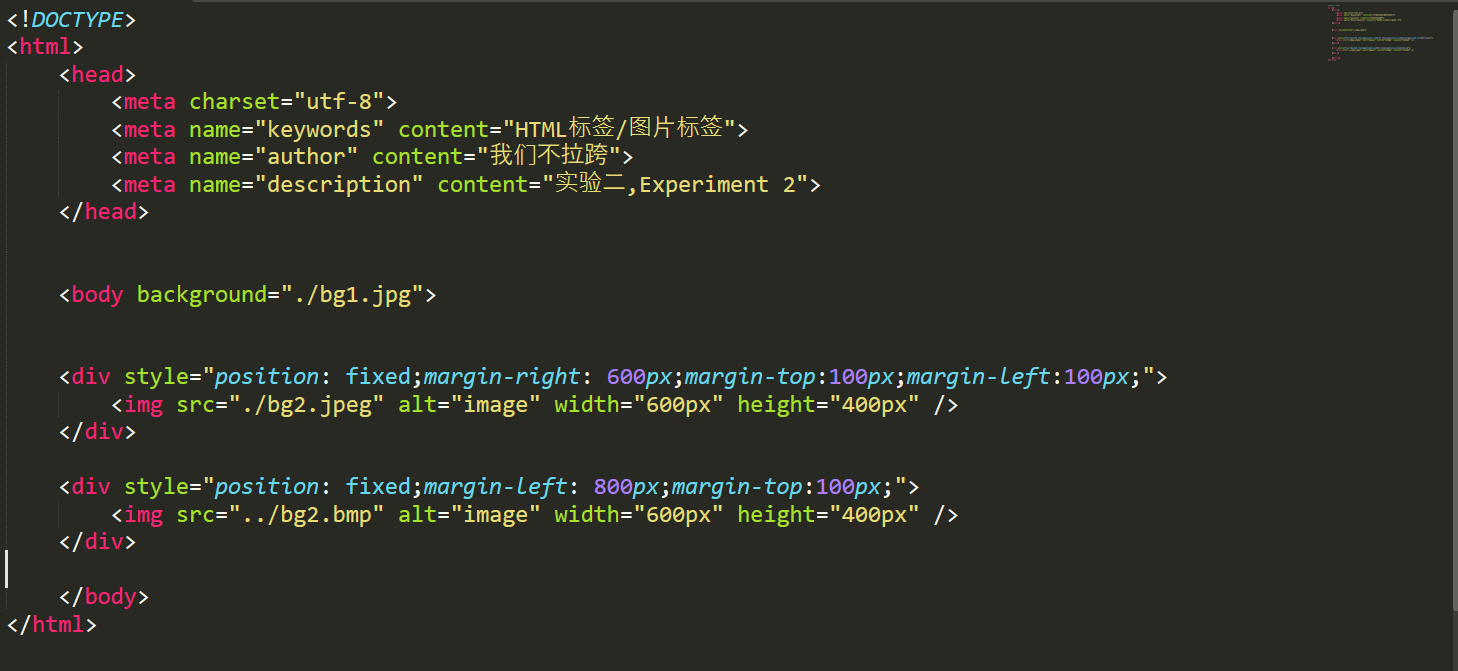 <!DOCTYPE>
<html>
<head>
<meta charset="utf-8">
<meta name="keywords" content="HTML标签/图片标签">
<meta name="author" content="我们不拉跨">
<meta name="description" content="实验二,Experiment 2">
</head>
<body background="./bg1.jpg">
<div style="position: fixed;margin-right: 600px;margin-top:100px;margin-left:100px;">
<img src="./bg2.jpeg" alt="image" width="600px" height="400px" />
</div>
<div style="position: fixed;margin-left: 800px;margin-top:100px;">
<img src="../bg2.bmp" alt="image" width="600px" height="400px" />
</div>
</body>
</html>